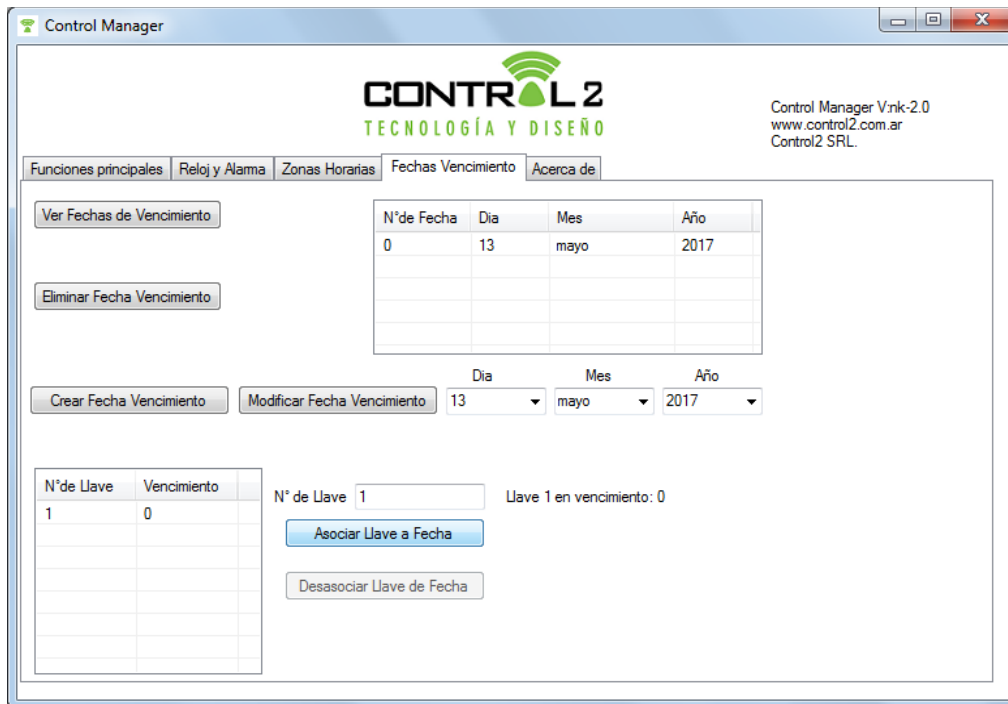 Control Manager
CONTROL 2
TECNOLOGÍA Y DISEÑO
Control Manager V:nk-2.0
www.control2.com.ar
Control2 SRL.
Funciones principales Reloj y Alarma Zonas Horarias Fechas Vencimiento Acerca de
Ver Fechas de Vencimiento
N°de Fecha Dia Mes Año
0 13 mayo 2017
Eliminar Fecha Vencimiento
Dia Mes Año
Crear Fecha Vencimiento Modificar Fecha Vencimiento 13 mayo 2017
N°de Llave Vencimiento
1 0
N° de Llave 1 Llave 1 en vencimiento: 0
Asociar Llave a Fecha
Desasociar Llave de Fecha